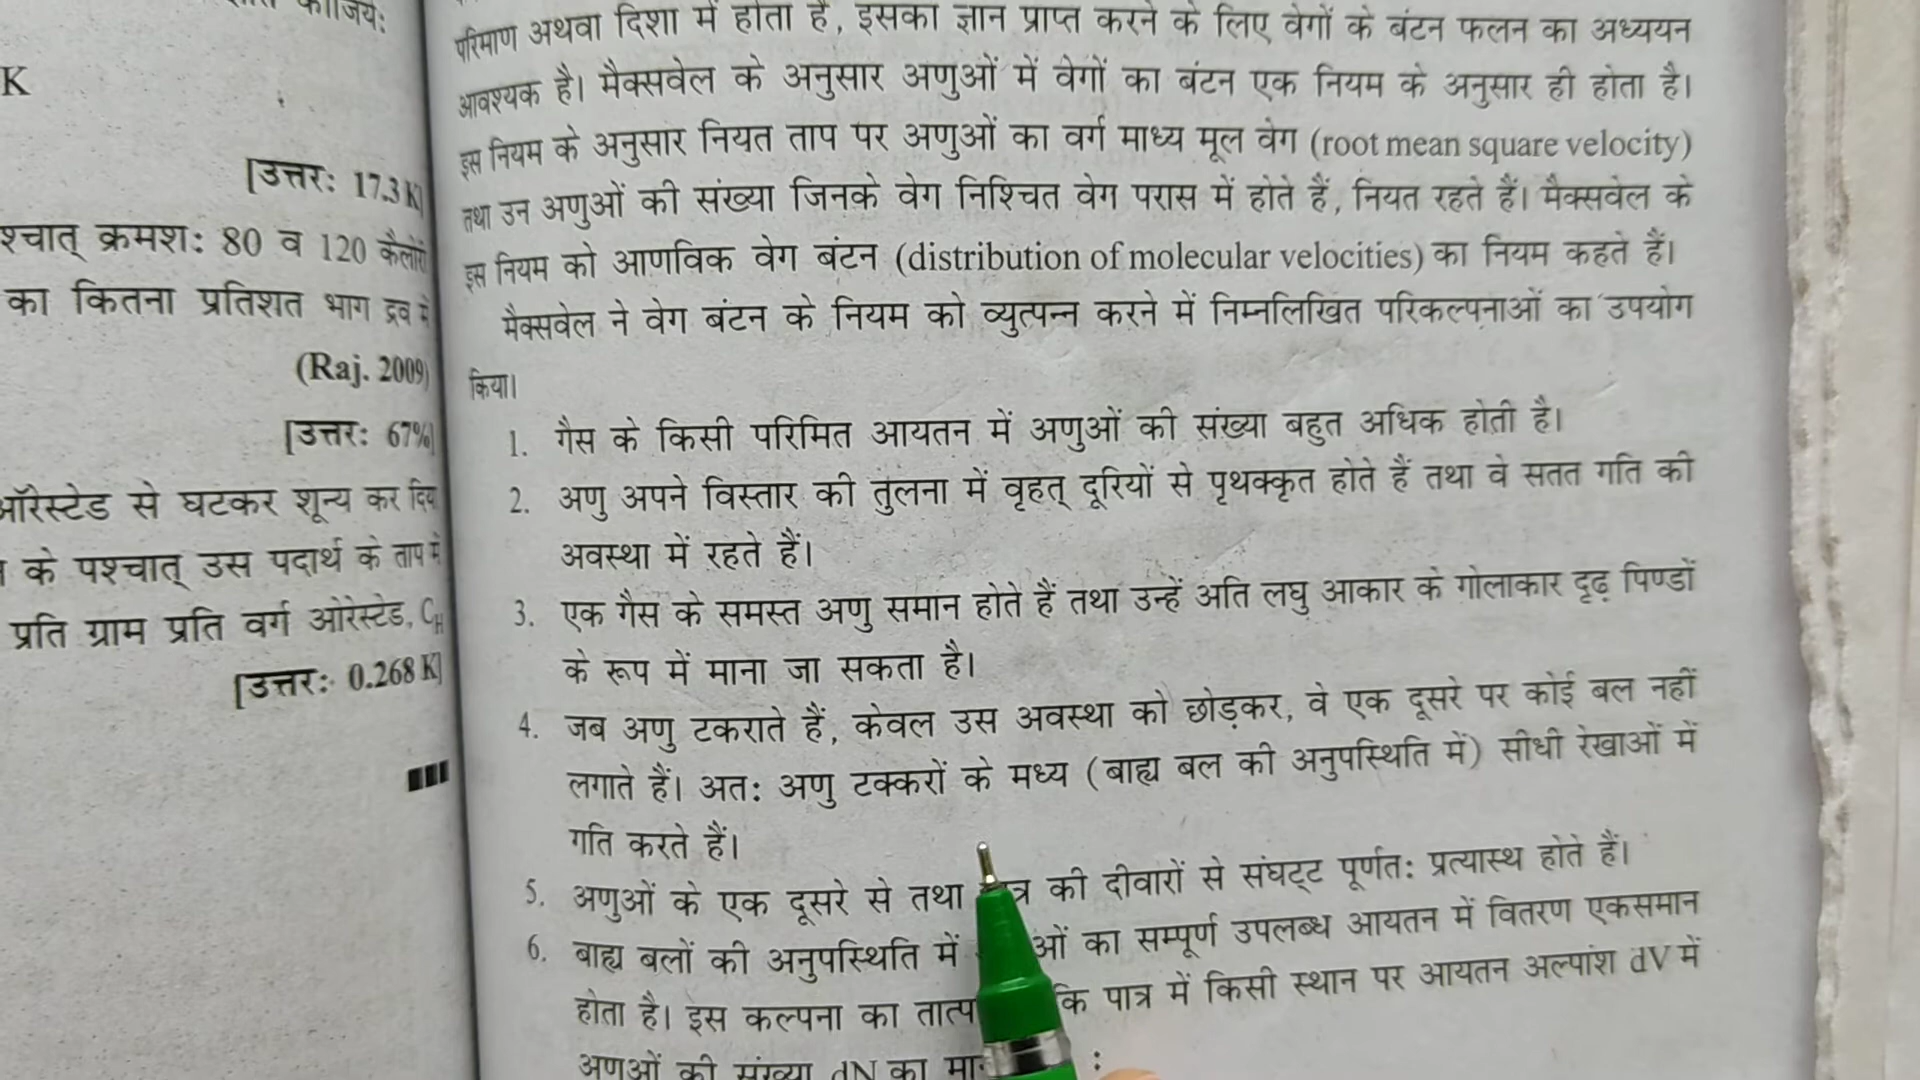 K
[उत्तरः 17.3 K]
श्चात् क्रमशः 80 व 120 कैलोरी
का कितना प्रतिशत भाग द्रव में
(Raj. 2009)
[उत्तरः 67%]
ऑरेस्टेड से घटकर शून्य कर दिय
के पश्चात् उस पदार्थ के ताप में
प्रति ग्राम प्रति वर्ग ओरेस्टेड, C_H
[उत्तरः 0.268 K]
परिमाण अथवा दिशा में होता है, इसका ज्ञान प्राप्त करने के लिए वेगों के बंटन फलन का अध्ययन
आवश्यक है। मैक्सवेल के अनुसार अणुओं में वेगों का बंटन एक नियम के अनुसार ही होता है।
इस नियम के अनुसार नियत ताप पर अणुओं का वर्ग माध्य मूल वेग (root mean square velocity)
तथा उन अणुओं की संख्या जिनके वेग निश्चित वेग परास में होते हैं, नियत रहते हैं। मैक्सवेल के
इस नियम को आणविक वेग बंटन (distribution of molecular velocities) का नियम कहते हैं।
मैक्सवेल ने वेग बंटन के नियम को व्युत्पन्न करने में निम्नलिखित परिकल्पनाओं का उपयोग
किया।
1. गैस के किसी परिमित आयतन में अणुओं की संख्या बहुत अधिक होती है।
2. अणु अपने विस्तार की तुलना में वृहत् दूरियों से पृथक्कृत होते हैं तथा वे सतत गति की
अवस्था में रहते हैं।
3. एक गैस के समस्त अणु समान होते हैं तथा उन्हें अति लघु आकार के गोलाकार दृढ़ पिण्डों
के रूप में माना जा सकता है।
4. जब अणु टकराते हैं, केवल उस अवस्था को छोड़कर, वे एक दूसरे पर कोई बल नहीं
लगाते हैं। अतः अणु टक्करों के मध्य (बाह्य बल की अनुपस्थिति में) सीधी रेखाओं में
गति करते हैं।
5. अणुओं के एक दूसरे से तथा की दीवारों से संघट्ट पूर्णतः प्रत्यास्थ होते हैं।
6. बाह्य बलों की अनुपस्थिति में का सम्पूर्ण उपलब्ध आयतन में वितरण एकसमान
होता है। इस कल्पना का कि पात्र में किसी स्थान पर आयतन अल्पांश dV में
अणुओं की संख्या dN का :